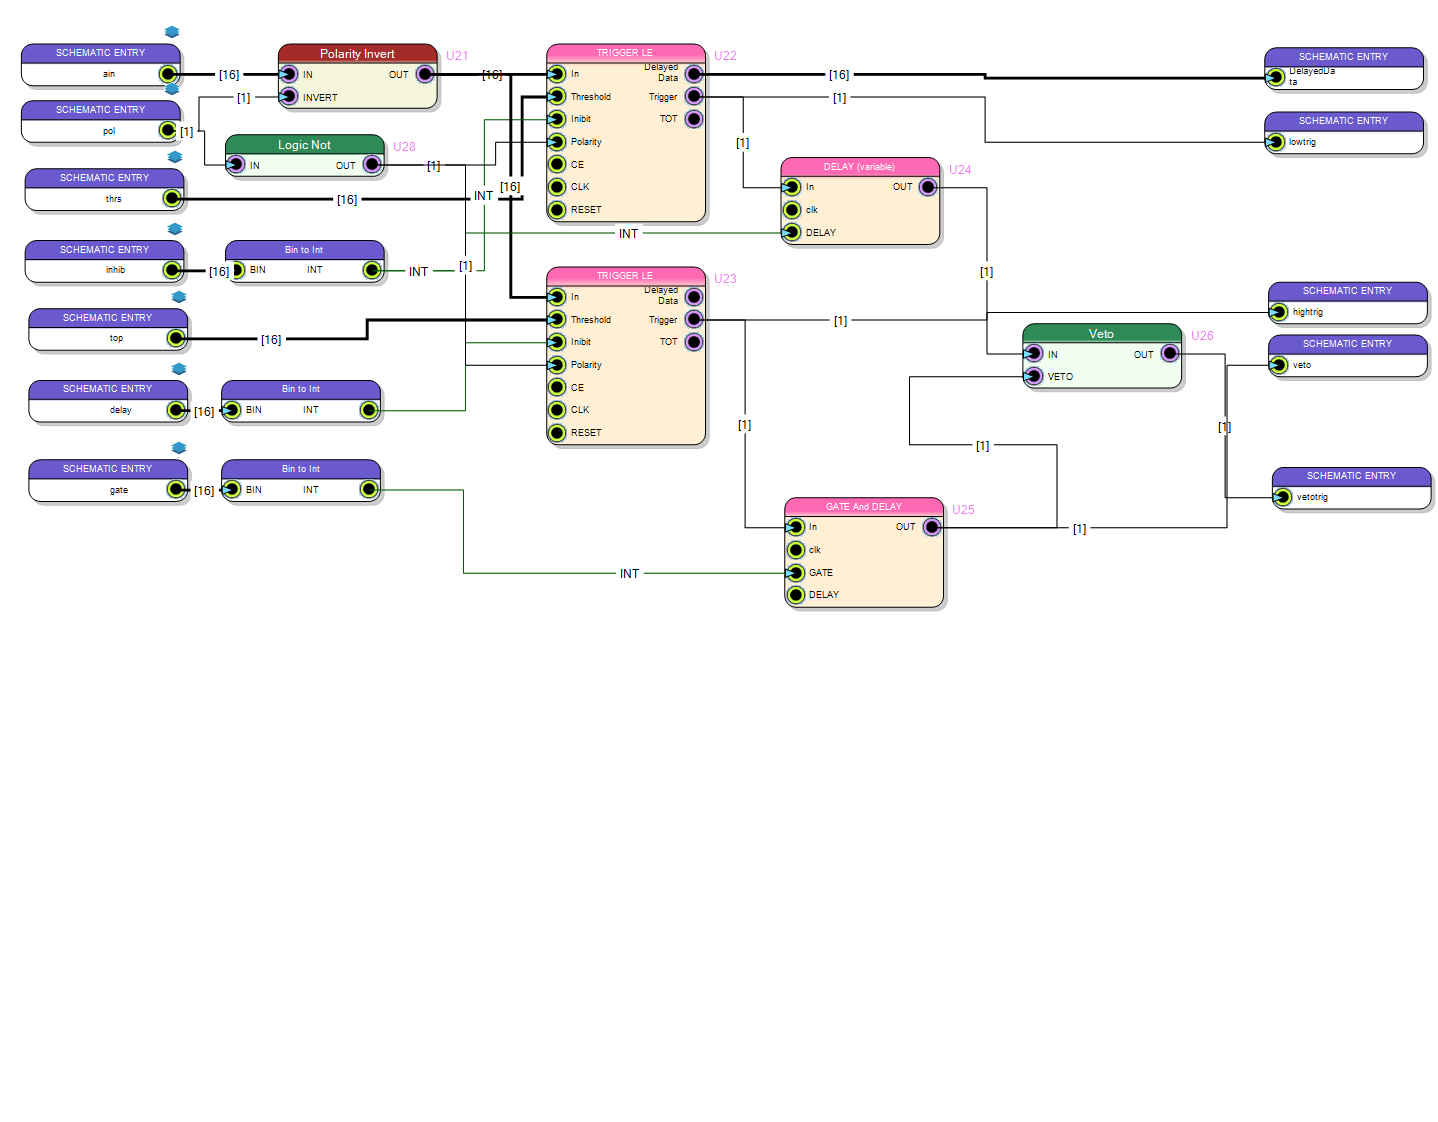 SCHEMATIC ENTRY
ain
[16]
Polarity Invert
U21
IN
OUT
INVERT
[16]
[1]
SCHEMATIC ENTRY
pol
[1]
Logic Not
U28
IN
OUT
[1]
SCHEMATIC ENTRY
thrs
[16]
INT
[16]
SCHEMATIC ENTRY
inhib
[16]
Bin to Int
BIN
INT
INT
[1]
SCHEMATIC ENTRY
top
[16]
SCHEMATIC ENTRY
delay
[16]
Bin to Int
BIN
INT
SCHEMATIC ENTRY
gate
[16]
Bin to Int
BIN
INT
TRIGGER LE
U22
In
Delayed
Data
Threshold
Trigger
Inibit
TOT
Polarity
CE
CLK
RESET
[16]
[1]
[1]
INT
TRIGGER LE
U23
In
Delayed
Data
Threshold
Trigger
Inibit
TOT
Polarity
CE
CLK
RESET
[1]
[1]
INT
DELAY (variable)
U24
In
OUT
clk
DELAY
[1]
GATE And DELAY
U25
In
OUT
clk
GATE
DELAY
[1]
[1]
Veto
U26
IN
OUT
VETO
[1]
SCHEMATIC ENTRY
DelayedDa
ta
SCHEMATIC ENTRY
lowtrig
SCHEMATIC ENTRY
hightrig
SCHEMATIC ENTRY
veto
SCHEMATIC ENTRY
vetotrig